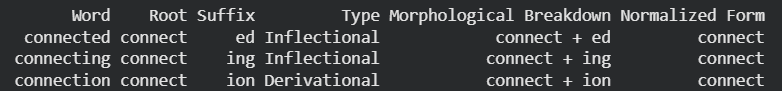 Word Root Suffix Type Morphological Breakdown Normalized Form
connected connect ed Inflectional connect + ed connect
connecting connect ing Inflectional connect + ing connect
connection connect ion Derivational connect + ion connect